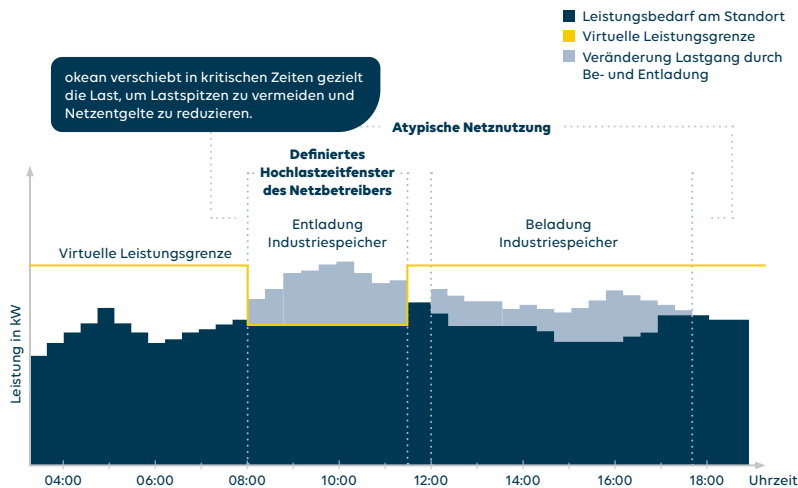 Leistungsbedarf am Standort
Virtuelle Leistungsgrenze
Veränderung Lastgang durch
Be- und Entladung
okean verschiebt in kritischen Zeiten gezielt
die Last, um Lastspitzen zu vermeiden und
Netzentgelte zu reduzieren.
Atypische Netznutzung
Definiertes
Hochlastzeitfenster
des Netzbetreibers
Entladung
Industriespeicher
Beladung
Industriespeicher
Virtuelle Leistungsgrenze
Leistung in kW
04:00 06:00 08:00 10:00 12:00 14:00 16:00 18:00 Uhrzeit